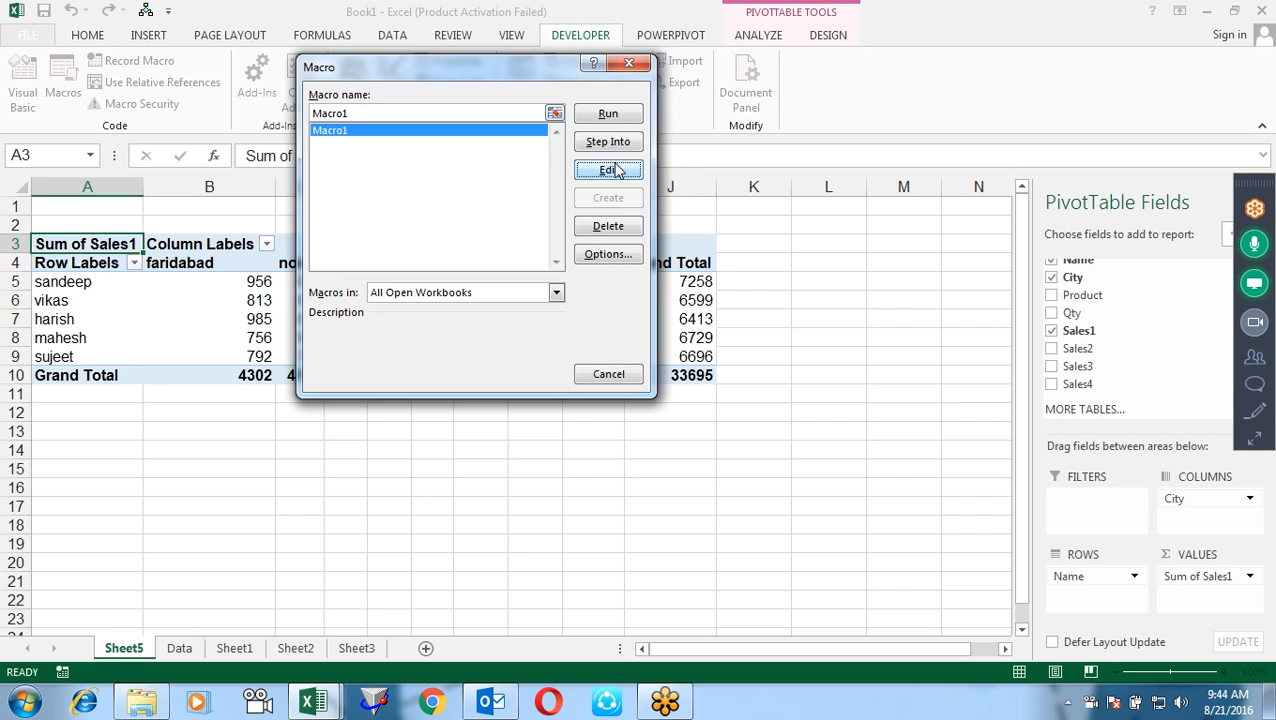 Book1 - Excel (Product Activation Failed)
PIVOTTABLE TOOLS
FILE HOME INSERT PAGE LAYOUT FORMULAS DATA REVIEW VIEW DEVELOPER POWERPIVOT ANALYZE DESIGN Sign in
Visual Basic
Macros
Record Macro
Use Relative References
Macro Security
Code
Add-Ins
Import
Export
Document Panel
Modify
Macro
Macro name:
Macro1
Macro1
Run
Step Into
Create
Delete
Options...
Macros in: All Open Workbooks
Description
Cancel
A3
Sum of
A B J K L M N
1
2
3 Sum of Sales1 Column Labels
4 Row Labels faridabad Total
5 sandeep 956 7258
6 vikas 813 6599
7 harish 985 6413
8 mahesh 756 6729
9 sujeet 792 6696
10 Grand Total 4302 33695
11
12
13
14
15
16
17
18
19
20
21
22
23
PivotTable Fields
Choose fields to add to report:
Name
City
Product
Qty
Sales1
Sales2
Sales3
Sales4
MORE TABLES...
Drag fields between areas below:
FILTERS
COLUMNS
City
ROWS
VALUES
Name
Sum of Sales1
Defer Layout Update
UPDATE
Sheet5 Data Sheet1 Sheet2 Sheet3
READY
9:44 AM
8/21/2016